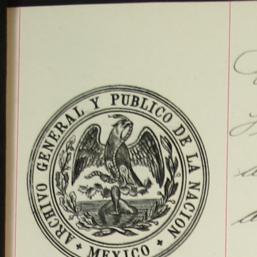 ARCHIVO GENERAL Y PUBLICO DE LA NACION
MEXICO